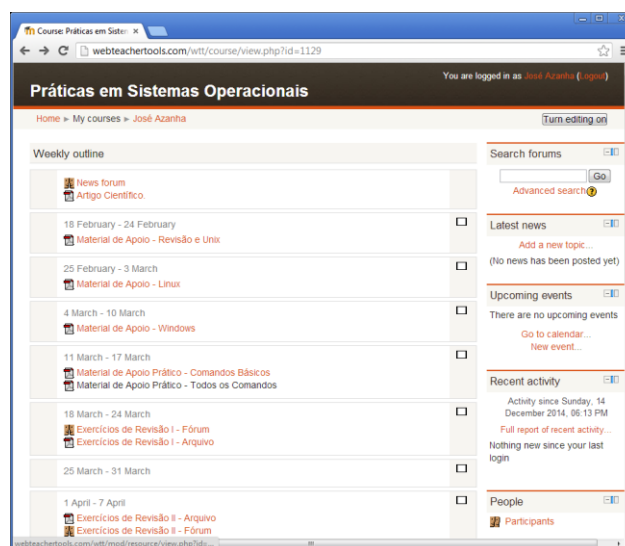 Course: Práticas em Sister
webteachertools.com/wtt/course/view.php?id=1129
You are logged in as José Azanha (Logout)
Práticas em Sistemas Operacionais
Home ► My courses ► José Azanha
Turn editing on
Weekly outline
News forum
Artigo Científico.
18 February - 24 February
Material de Apoio - Revisão e Unix
25 February - 3 March
Material de Apoio - Linux
4 March - 10 March
Material de Apoio - Windows
11 March - 17 March
Material de Apoio Prático - Comandos Básicos
Material de Apoio Prático - Todos os Comandos
18 March - 24 March
Exercícios de Revisão I - Fórum
Exercícios de Revisão I - Arquivo
25 March - 31 March
1 April - 7 April
Exercícios de Revisão II - Arquivo
Exercícios de Revisão II - Fórum
Search forums
Go
Advanced search?
Latest news
Add a new topic...
(No news has been posted yet)
Upcoming events
There are no upcoming events
Go to calendar...
New event...
Recent activity
Activity since Sunday, 14
December 2014, 06:13 PM
Full report of recent activity...
Nothing new since your last
login
People
Participants
webteachertools.com/wtt/mod/resource/view.php?id=...